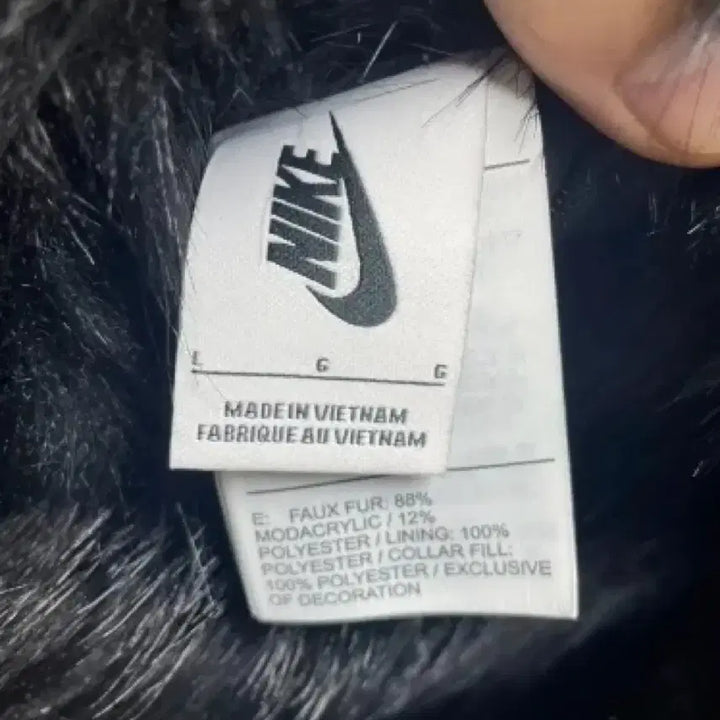 NIKE
L G G
MADE IN VIETNAM
FABRIQUE AU VIETNAM
E: FAUX FUR: 88%
MODACRYLIC / 12%
POLYESTER / LINING: 100%
POLYESTER / COLLAR FILL:
100% POLYESTER / EXCLUSIVE
OF DECORATION